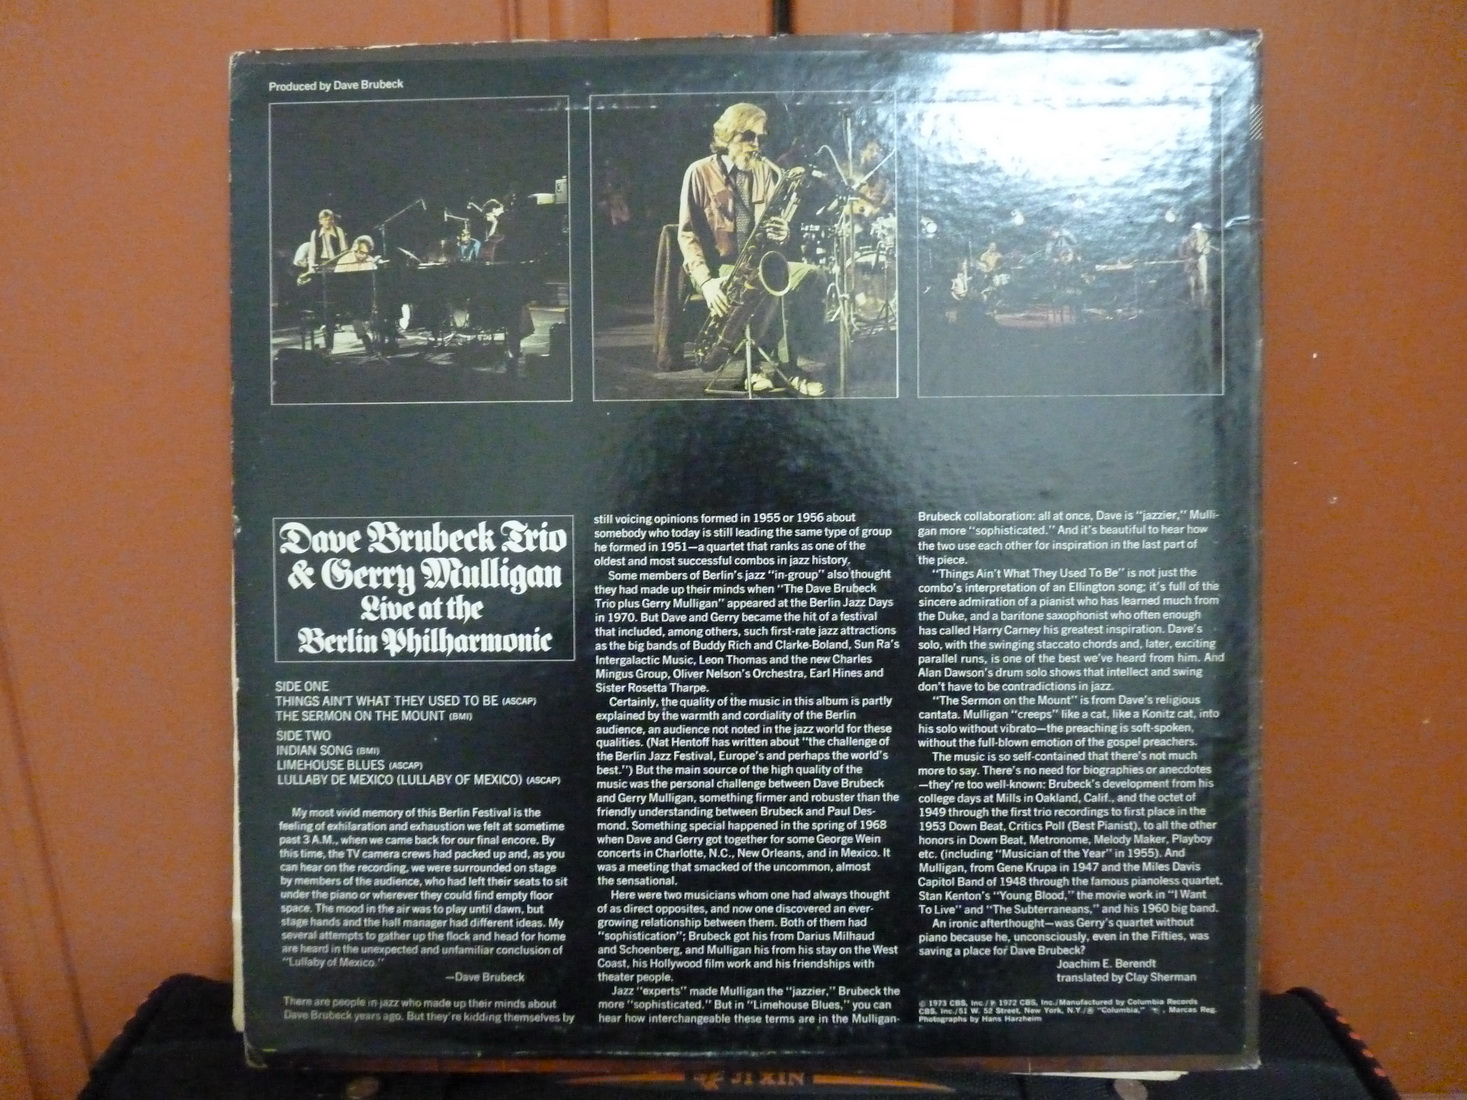 Produced by Dave Brubeck
Dave Brubeck Trio
& Gerry Mulligan
Live at the
Berlin Philharmonic
SIDE ONE
THINGS AIN'T WHAT THEY USED TO BE (ASCAP)
THE SERMON ON THE MOUNT (BMI)
SIDE TWO
INDIAN SONG (BMI)
LIMEHOUSE BLUES (ASCAP)
LULLABY DE MEXICO (LULLABY OF MEXICO) (ASCAP)
My most vivid memory of this Berlin Festival is the
feeling of exhilaration and exhaustion we felt at sometime
past 3 A.M., when we came back for our final encore. By
this time, the TV camera crews had packed up and, as you
can hear on the recording, we were surrounded on stage
by members of the audience, who had left their seats to sit
under the piano or wherever they could find empty floor
space. The mood in the air was to play until dawn, but
stage hands and the hall manager had different ideas. My
several attempts to gather up the flock and head for home
are heard in the unexpected and unfamiliar conclusion of
"Lullaby of Mexico."
—Dave Brubeck
There are people in jazz who made up their minds about
Dave Brubeck years ago. But they're kidding themselves by
still voicing opinions formed in 1955 or 1956 about
somebody who today is still leading the same type of group
he formed in 1951—a quartet that ranks as one of the
oldest and most successful combos in jazz history.
Some members of Berlin's jazz "in-group" also thought
they had made up their minds when "The Dave Brubeck
Trio plus Gerry Mulligan" appeared at the Berlin Jazz Days
in 1970. But Dave and Gerry became the hit of a festival
that included, among others, such first-rate jazz attractions
as the big bands of Buddy Rich and Clarke-Boland, Sun Ra's
Intergalactic Music, Leon Thomas and the new Charles
Mingus Group, Oliver Nelson's Orchestra, Earl Hines and
Sister Rosetta Tharpe.
Certainly, the quality of the music in this album is partly
explained by the warmth and cordiality of the Berlin
audience, an audience not noted in the jazz world for these
qualities. (Nat Hentoff has written about "the challenge of
the Berlin Jazz Festival, Europe's and perhaps the world's
best.") But the main source of the high quality of the
music was the personal challenge between Dave Brubeck
and Gerry Mulligan, something firmer and robuster than the
friendly understanding between Brubeck and Paul Des-
mond. Something special happened in the spring of 1968
when Dave and Gerry got together for some George Wein
concerts in Charlotte, N.C., New Orleans, and in Mexico. It
was a meeting that smacked of the uncommon, almost
the sensational.
Here were two musicians whom one had always thought
of as direct opposites, and now one discovered an ever-
growing relationship between them. Both of them had
"sophistication"; Brubeck got his from Darius Milhaud
and Schoenberg, and Mulligan his from his stay on the West
Coast, his Hollywood film work and his friendships with
theater people.
Jazz "experts" made Mulligan the "jazzier," Brubeck the
more "sophisticated." But in "Limehouse Blues," you can
hear how interchangeable these terms are in the Mulligan-
Brubeck collaboration: all at once, Dave is "jazzier," Mulli-
gan more "sophisticated." And it's beautiful to hear how
the two use each other for inspiration in the last part of
the piece.
"Things Ain't What They Used To Be" is not just the
combo's interpretation of an Ellington song; it's full of the
sincere admiration of a pianist who has learned much from
the Duke, and a baritone saxophonist who often enough
has called Harry Carney his greatest inspiration. Dave's
solo, with the swinging staccato chords and, later, exciting
parallel runs, is one of the best we've heard from him. And
Alan Dawson's drum solo shows that intellect and swing
don't have to be contradictions in jazz.
"The Sermon on the Mount" is from Dave's religious
cantata. Mulligan "creeps" like a cat, like a Konitz cat, into
his solo without vibrato—the preaching is soft-spoken,
without the full-blown emotion of the gospel preachers.
The music is so self-contained that there's not much
more to say. There's no need for biographies or anecdotes
—they're too well-known: Brubeck's development from his
college days at Mills in Oakland, Calif., and the octet of
1949 through the first trio recordings to first place in the
1953 Down Beat, Critics Poll (Best Pianist), to all the other
honors in Down Beat, Metronome, Melody Maker, Playboy
etc. (including "Musician of the Year" in 1955). And
Mulligan, from Gene Krupa in 1947 and the Miles Davis
Capitol Band of 1948 through the famous pianoless quartet,
Stan Kenton's "Young Blood," the movie work in "I Want
To Live" and "The Subterraneans," and his 1960 big band.
An ironic afterthought—was Gerry's quartet without
piano because he, unconsciously, even in the Fifties, was
saving a place for Dave Brubeck?
Joachim E. Berendt
translated by Clay Sherman
© 1973 CBS, Inc./℗ 1972 CBS, Inc./Manufactured by Columbia Records
CBS, Inc./51 W. 52 Street, New York, N.Y./® "Columbia," , Marcas Reg.
Photographs by Hans Harzheim
JI XIN